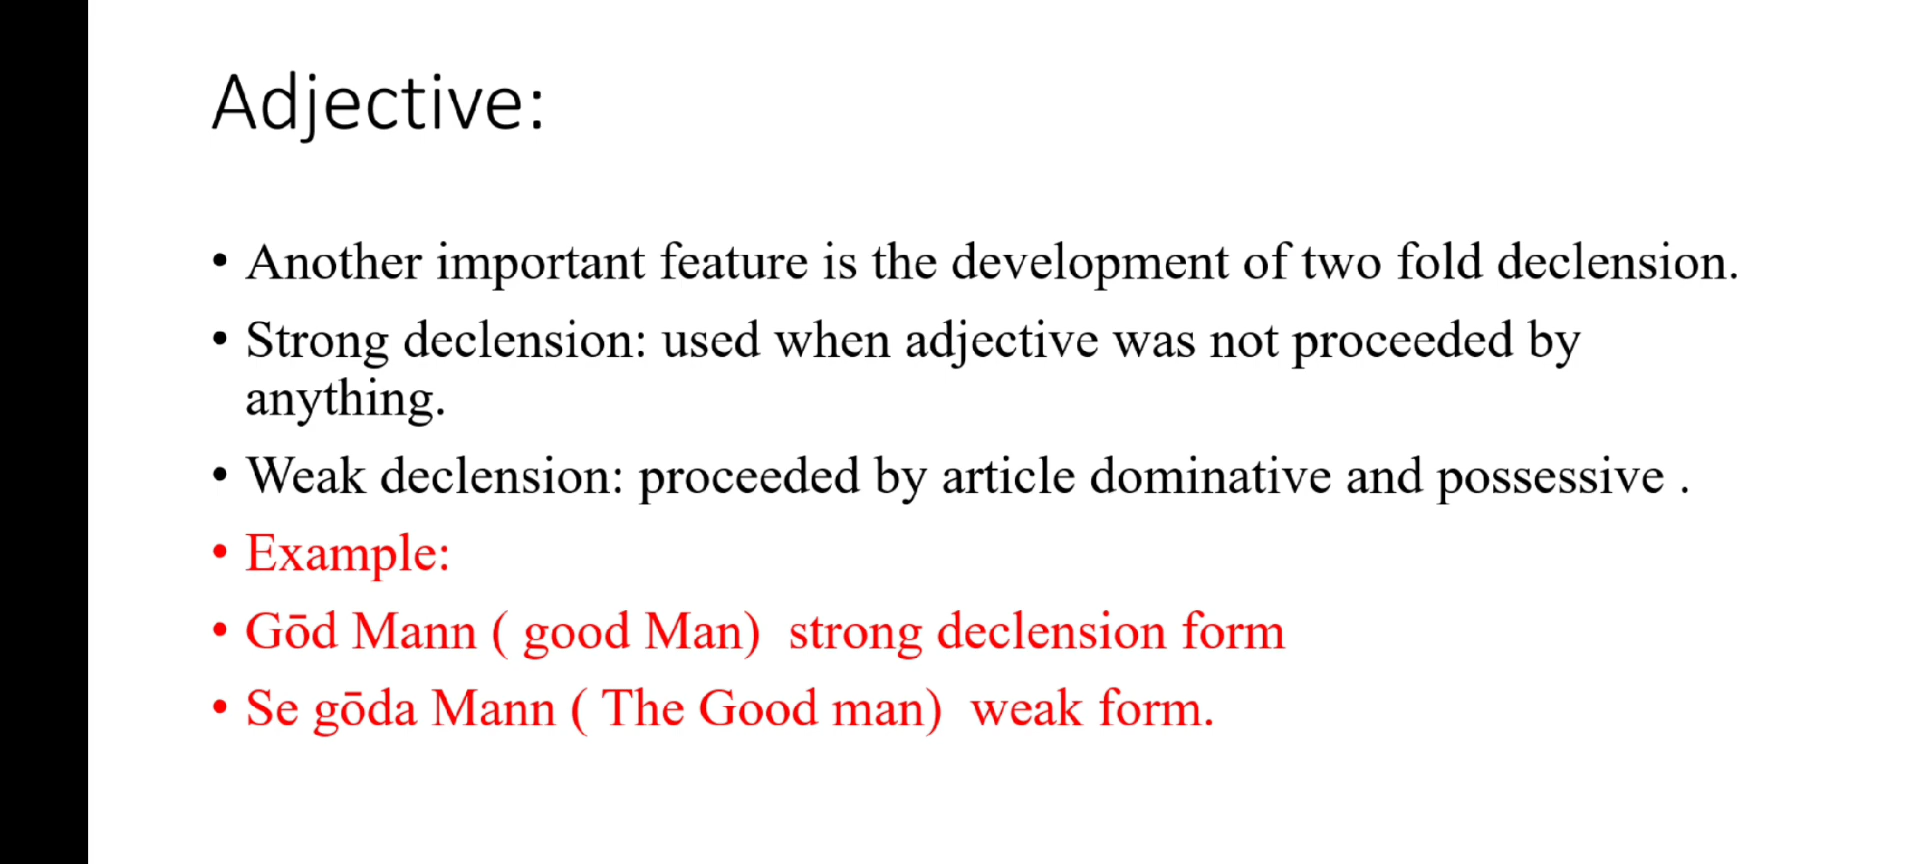 Adjective:
• Another important feature is the development of two fold declension.
• Strong declension: used when adjective was not proceeded by
anything.
• Weak declension: proceeded by article dominative and possessive .
• Example:
• Gōd Mann ( good Man)  strong declension form
• Se gōda Mann ( The Good man)  weak form.